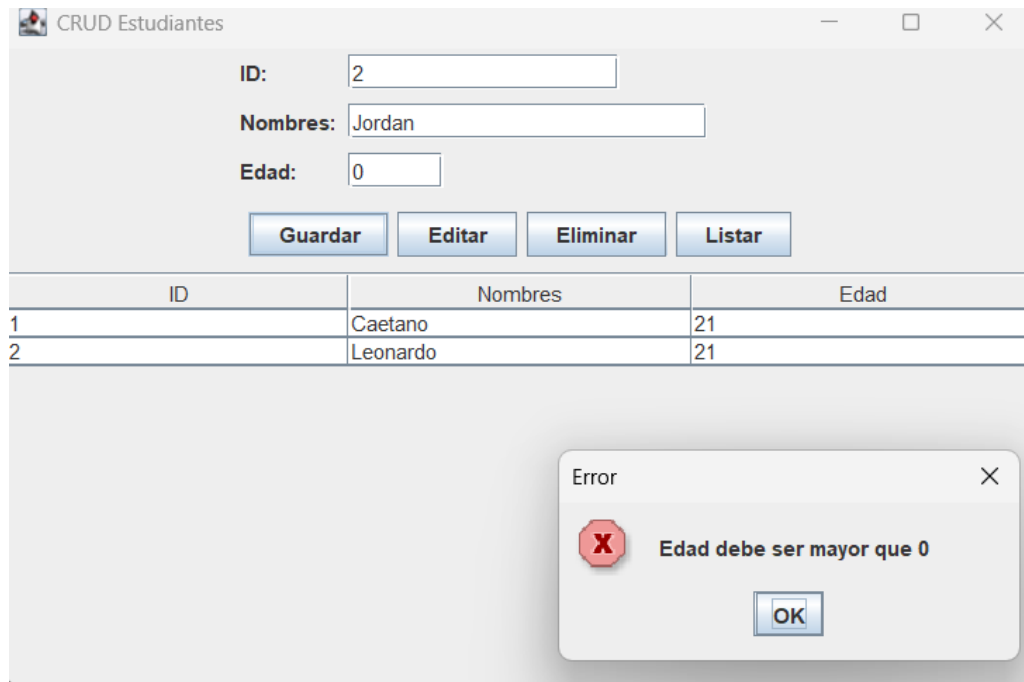 CRUD Estudiantes
ID: 2
Nombres: Jordan
Edad: 0
Guardar Editar Eliminar Listar
ID Nombres Edad
1 Caetano 21
2 Leonardo 21
Error
X
Edad debe ser mayor que 0
OK